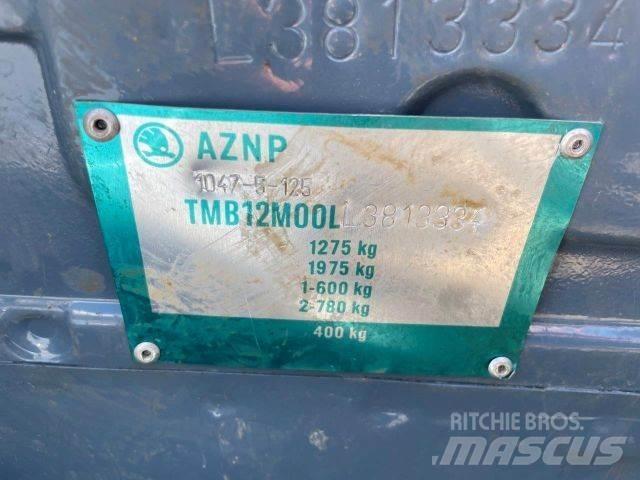 L3813334
AZNP
1047-5-125
TMB12M00LL3813334
1275 kg
1975 kg
1-600 kg
2-780 kg
400 kg
RITCHIE BROS.
MASCUS